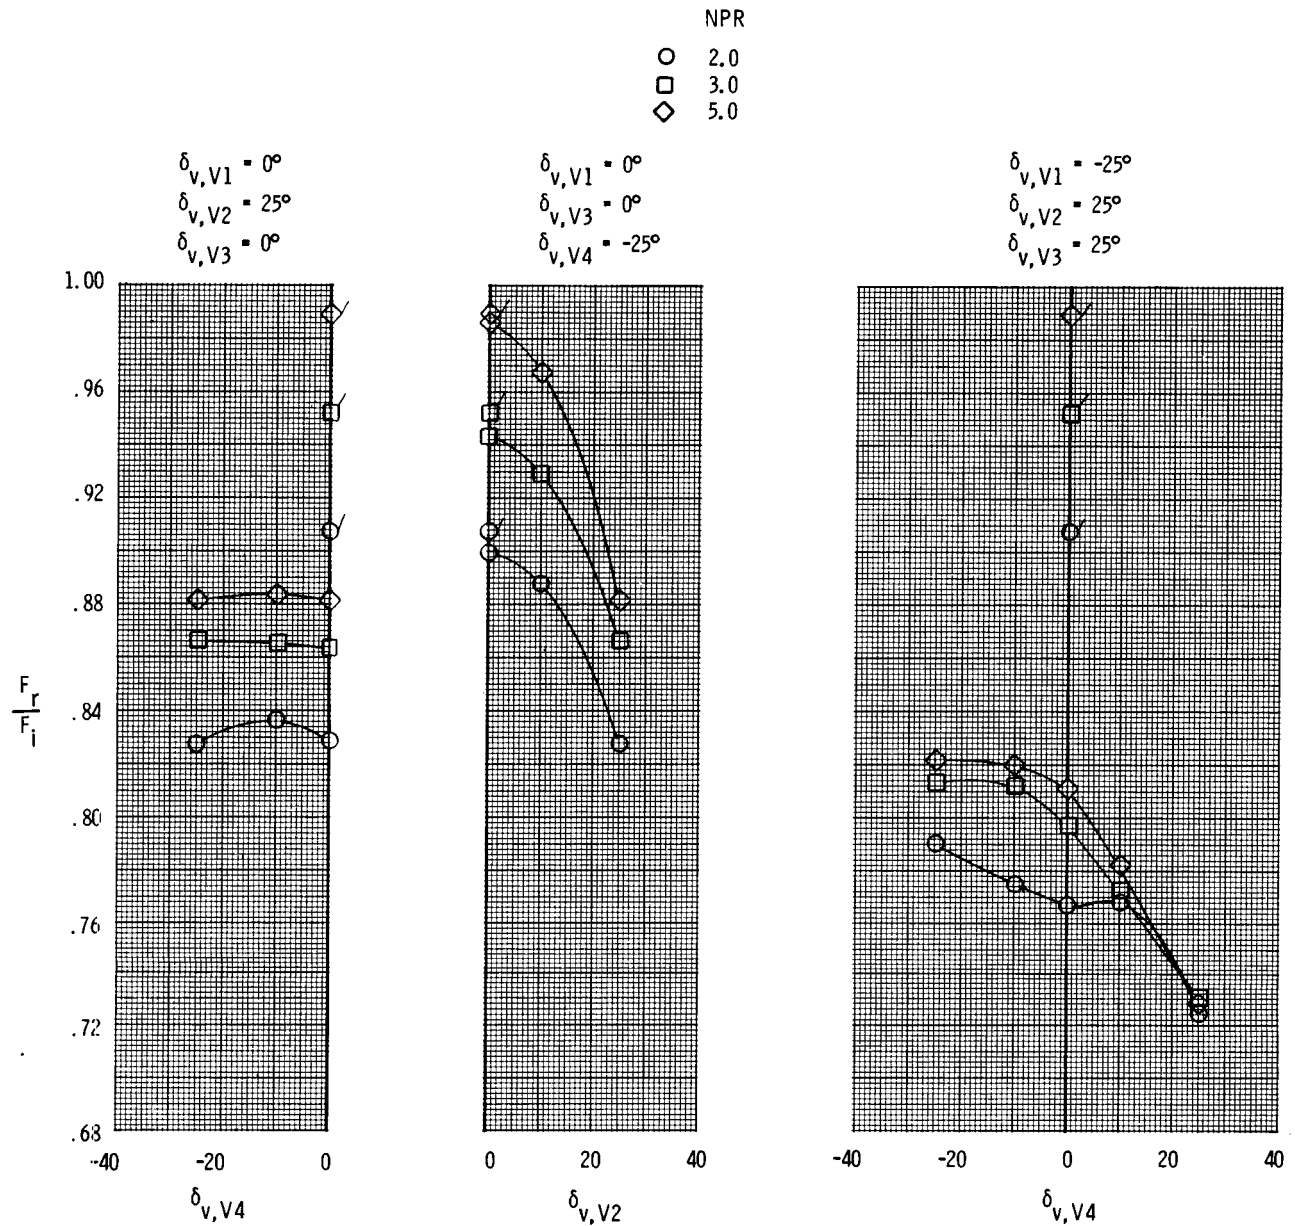 NPR
○ 2.0
□ 3.0
◇ 5.0
δv,V1 = 0°
δv,V2 = 25°
δv,V3 = 0°
δv,V1 = 0°
δv,V3 = 0°
δv,V4 = -25°
δv,V1 = -25°
δv,V2 = 25°
δv,V3 = 25°
1.00
.96
.92
.88
.84
.80
.76
.72
.68
Fr
Fi
-40 -20 0
δv,V4
0 20 40
δv,V2
-40 -20 0 20 40
δv,V4